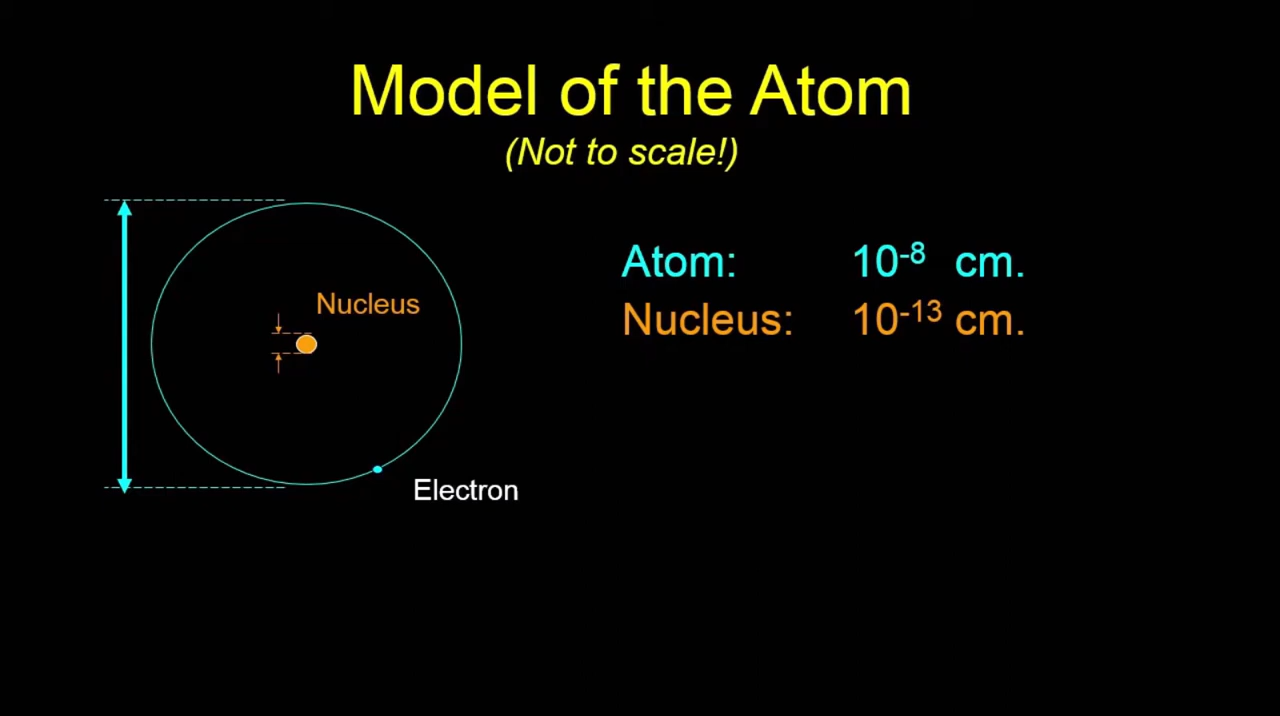 Model of the Atom
(Not to scale!)
Atom: 10⁻⁸ cm.
Nucleus: 10⁻¹³ cm.
Nucleus
Electron